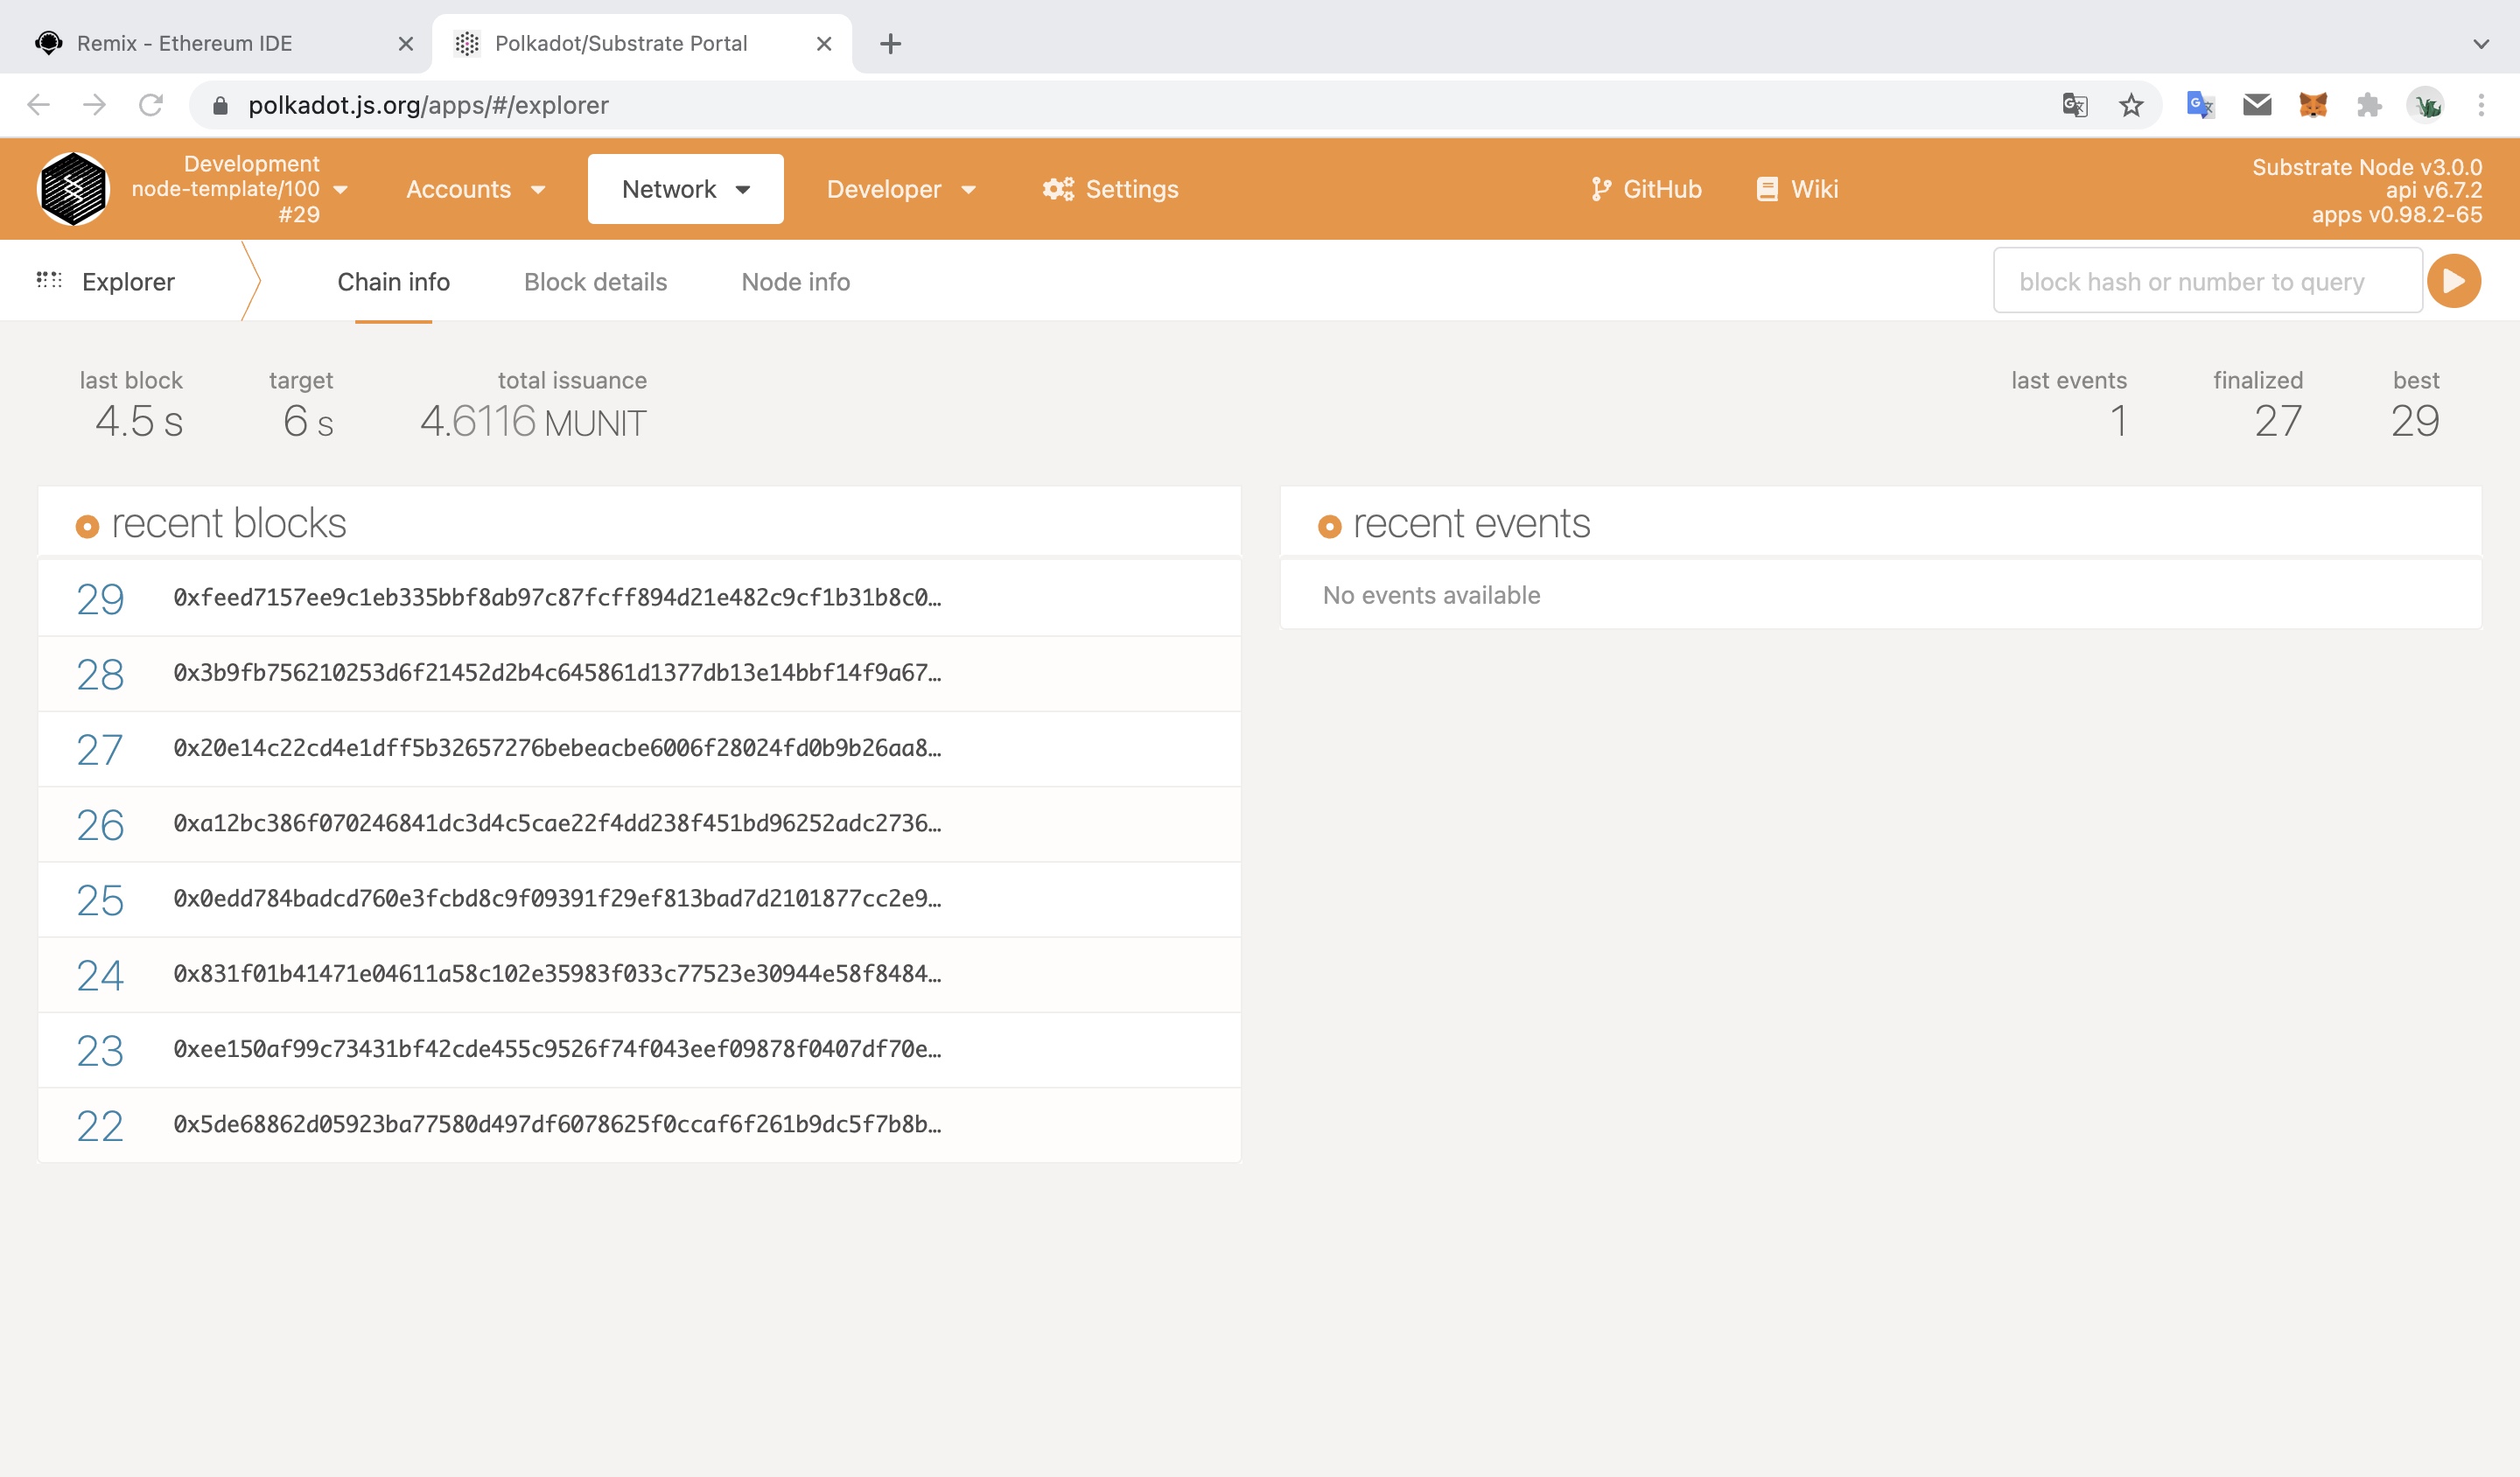 Remix - Ethereum IDE
Polkadot/Substrate Portal
polkadot.js.org/apps/#/explorer
Development
node-template/100
#29
Accounts
Network
Developer
Settings
GitHub
Wiki
Substrate Node v3.0.0
api v6.7.2
apps v0.98.2-65
Explorer
Chain info
Block details
Node info
block hash or number to query
last block
4.5 s
target
6 s
total issuance
4.6116 MUNIT
last events
1
finalized
27
best
29
recent blocks
29 0xfeed7157ee9c1eb335bbf8ab97c87fcff894d21e482c9cf1b31b8c0…
28 0x3b9fb756210253d6f21452d2b4c645861d1377db13e14bbf14f9a67…
27 0x20e14c22cd4e1dff5b32657276bebeacbe6006f28024fd0b9b26aa8…
26 0xa12bc386f070246841dc3d4c5cae22f4dd238f451bd96252adc2736…
25 0x0edd784badcd760e3fcbd8c9f09391f29ef813bad7d2101877cc2e9…
24 0x831f01b41471e04611a58c102e35983f033c77523e30944e58f8484…
23 0xee150af99c73431bf42cde455c9526f74f043eef09878f0407df70e…
22 0x5de68862d05923ba77580d497df6078625f0ccaf6f261b9dc5f7b8b…
recent events
No events available